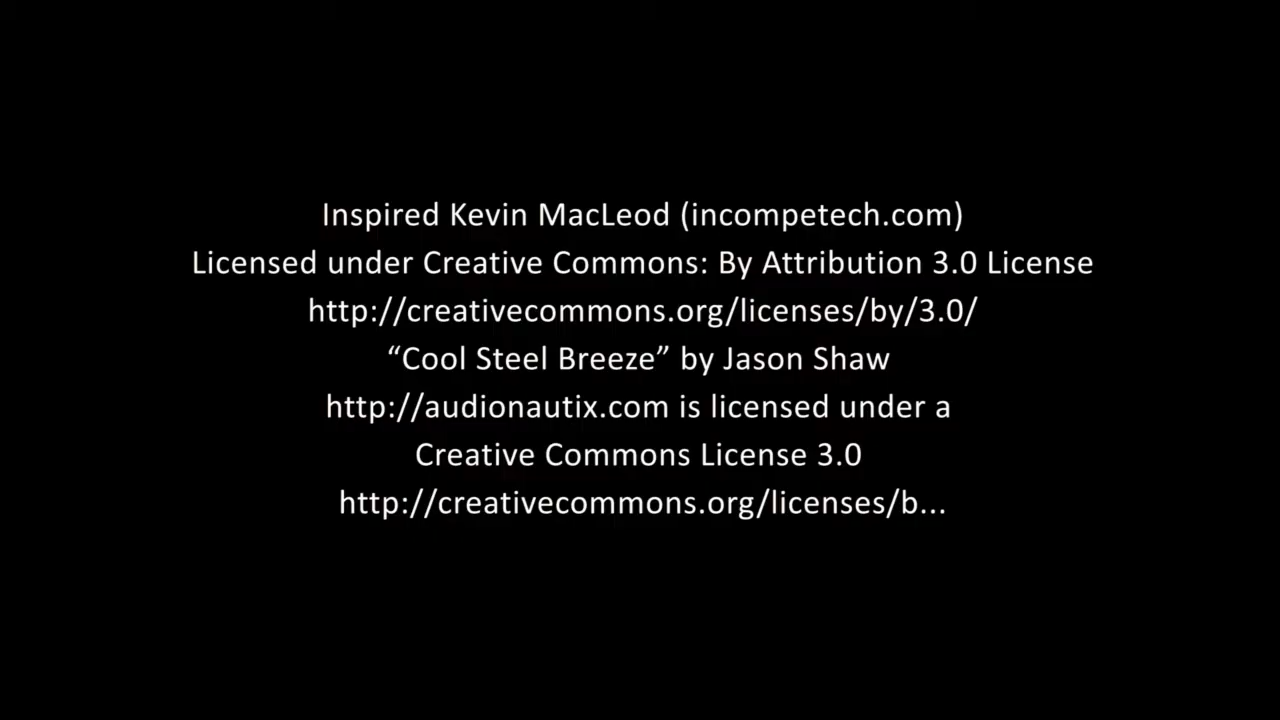 Inspired Kevin MacLeod (incompetech.com)
Licensed under Creative Commons: By Attribution 3.0 License
http://creativecommons.org/licenses/by/3.0/
“Cool Steel Breeze” by Jason Shaw
http://audionautix.com is licensed under a
Creative Commons License 3.0
http://creativecommons.org/licenses/b...